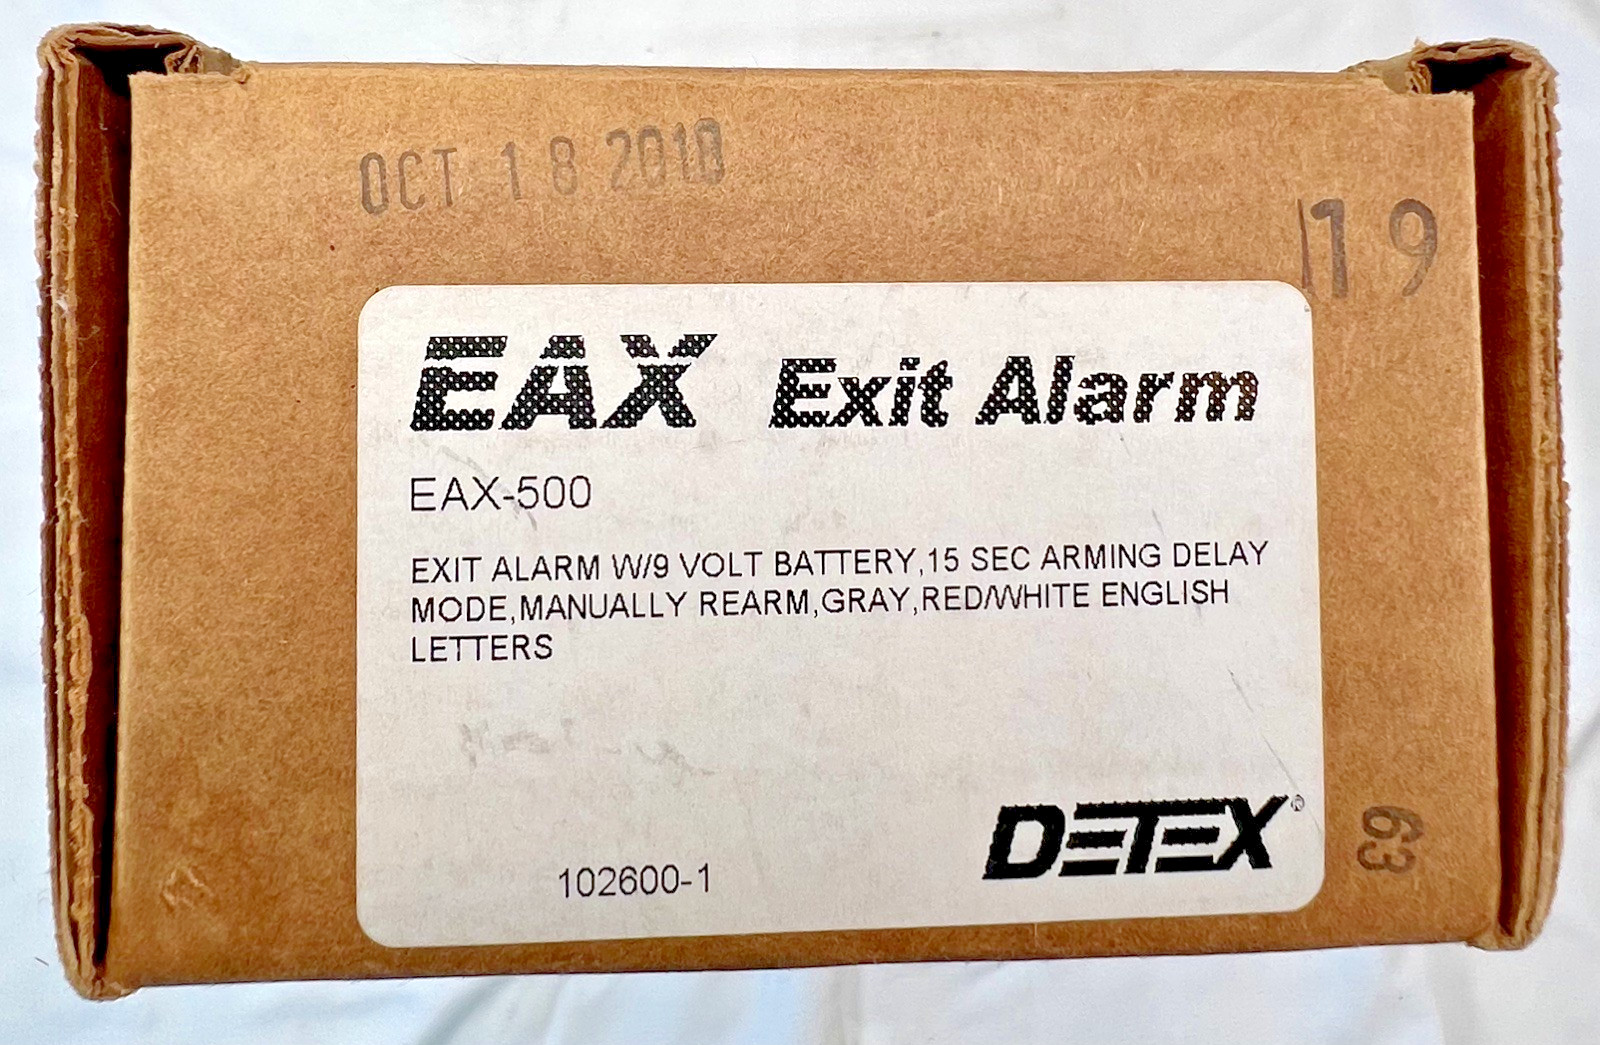 OCT 18 2010
19
EAX Exit Alarm
EAX-500
EXIT ALARM W/9 VOLT BATTERY,15 SEC ARMING DELAY
MODE,MANUALLY REARM,GRAY,RED/WHITE ENGLISH
LETTERS
DETEX®
102600-1
63